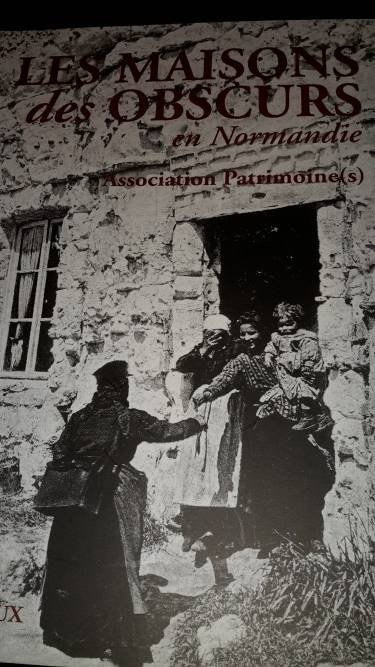 LES MAISONS
des OBSCURS
en Normandie
Association Patrimoine(s)
UX